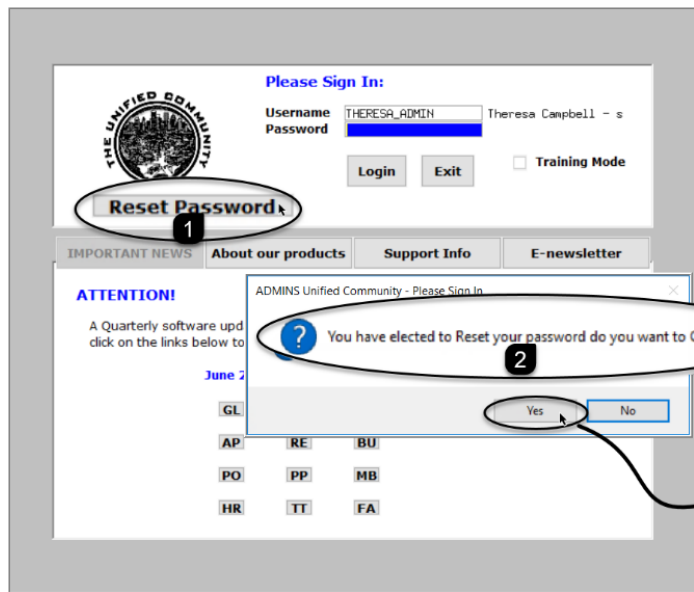 THE UNIFIED COMMUNITY
Please Sign In:
Username THERESA_ADMIN Theresa Campbell - s
Password
Login Exit Training Mode
Reset Password
1
IMPORTANT NEWS About our products Support Info E-newsletter
ATTENTION!
ADMINS Unified Community - Please Sign In
A Quarterly software upd
click on the links below to
? You have elected to Reset your password do you want to
2
June
GL
Yes No
AP RE BU
PO PP MB
HR TT FA